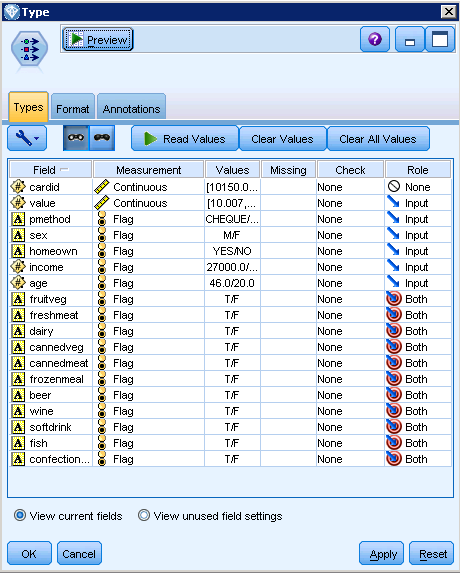 Type
Preview
?
Types Format Annotations
Read Values Clear Values Clear All Values
Field Measurement Values Missing Check Role
# cardid Continuous [10150.0... None None
# value Continuous [10.007,... None Input
A pmethod Flag CHEQUE/... None Input
A sex Flag M/F None Input
A homeown Flag YES/NO None Input
# income Flag 27000.0/... None Input
# age Flag 46.0/20.0 None Input
A fruitveg Flag T/F None Both
A freshmeat Flag T/F None Both
A dairy Flag T/F None Both
A cannedveg Flag T/F None Both
A cannedmeat Flag T/F None Both
A frozenmeal Flag T/F None Both
A beer Flag T/F None Both
A wine Flag T/F None Both
A softdrink Flag T/F None Both
A fish Flag T/F None Both
A confection... Flag T/F None Both
View current fields View unused field settings
OK Cancel Apply Reset